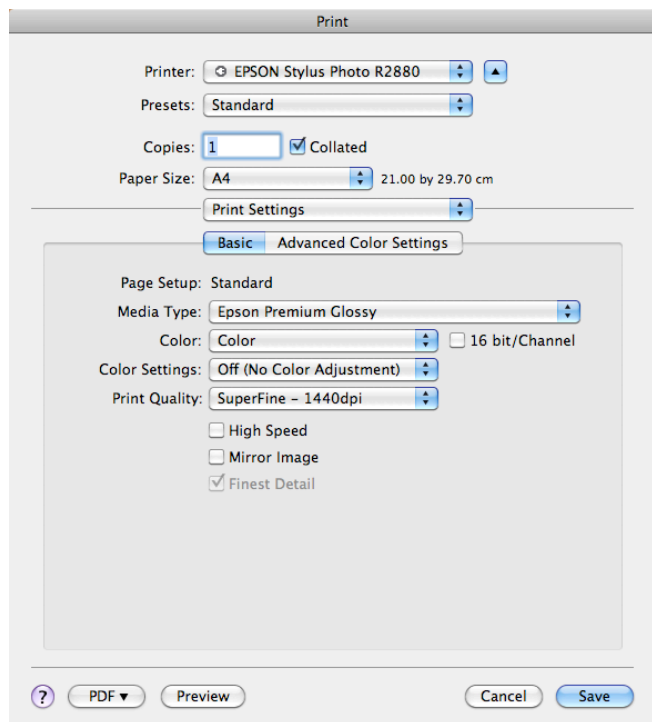 Print
Printer: EPSON Stylus Photo R2880
Presets: Standard
Copies: 1 Collated
Paper Size: A4 21.00 by 29.70 cm
Print Settings
Basic Advanced Color Settings
Page Setup: Standard
Media Type: Epson Premium Glossy
Color: Color 16 bit/Channel
Color Settings: Off (No Color Adjustment)
Print Quality: SuperFine – 1440dpi
High Speed
Mirror Image
Finest Detail
? PDF ▼ Preview Cancel Save